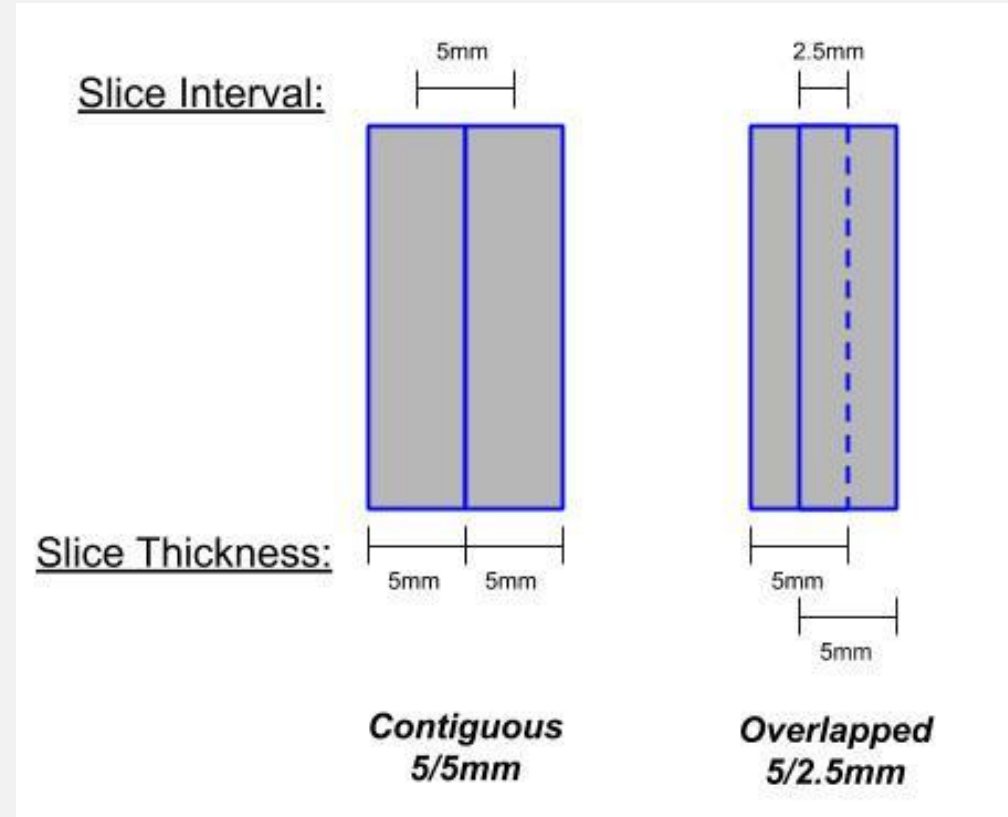 5mm
2.5mm
Slice Interval:
Slice Thickness:
5mm
5mm
5mm
5mm
Contiguous
5/5mm
Overlapped
5/2.5mm